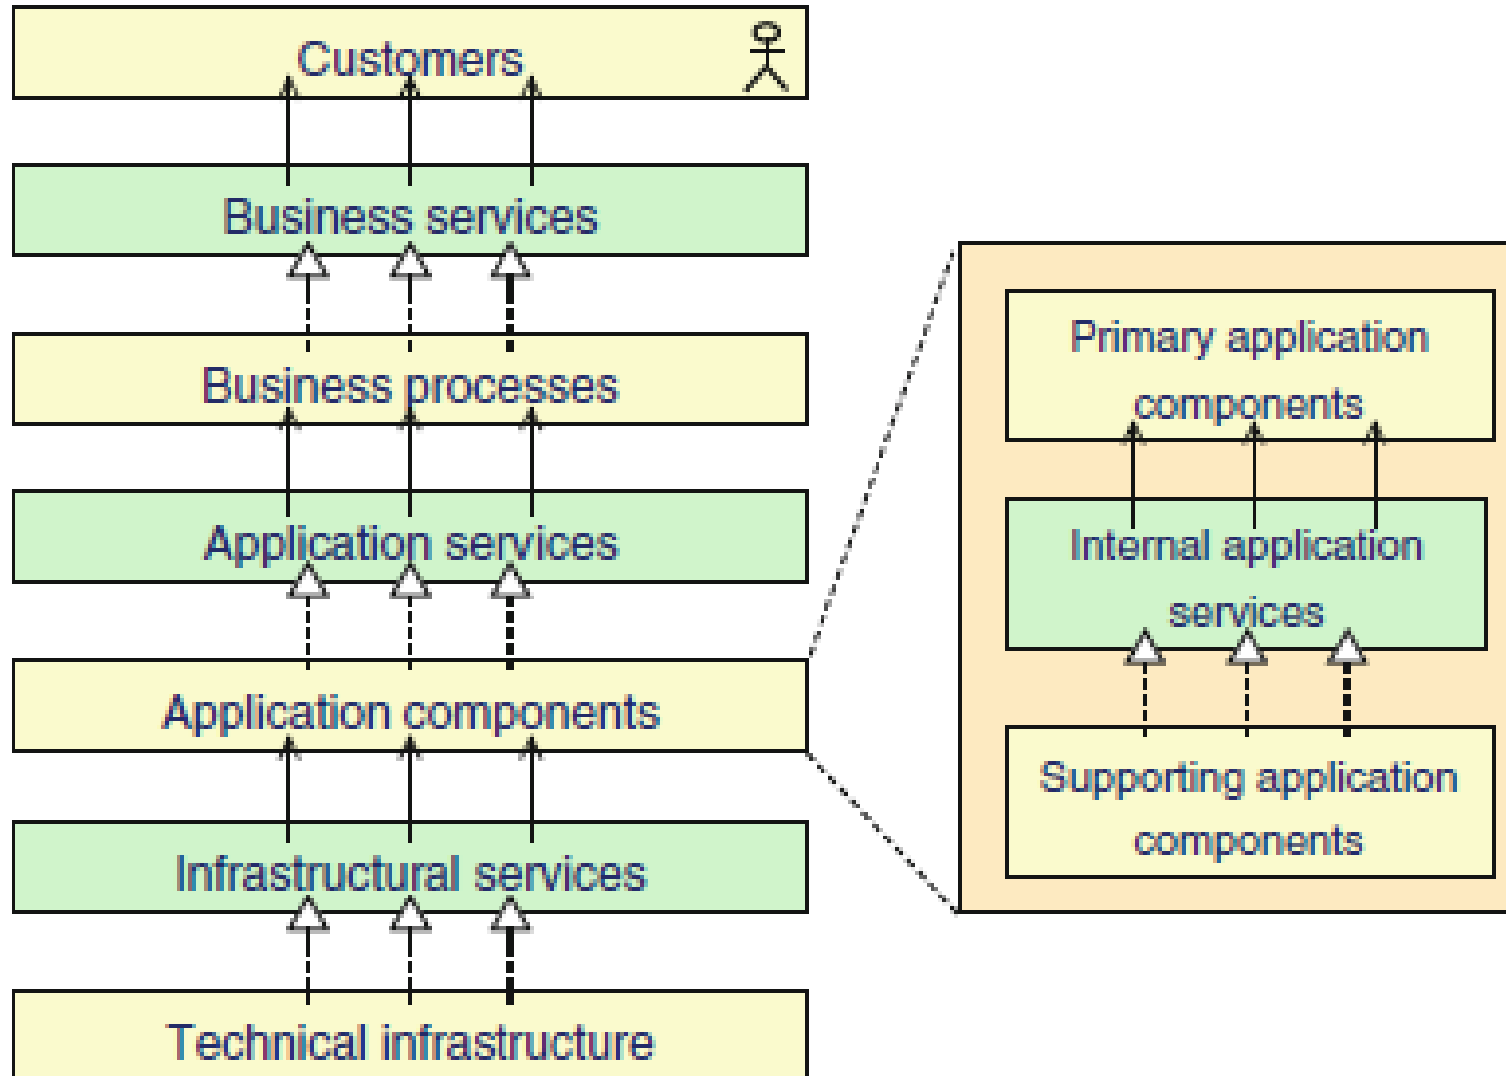 Customers
Business services
Business processes
Application services
Application components
Infrastructural services
Technical infrastructure
Primary application
components
Internal application
services
Supporting application
components